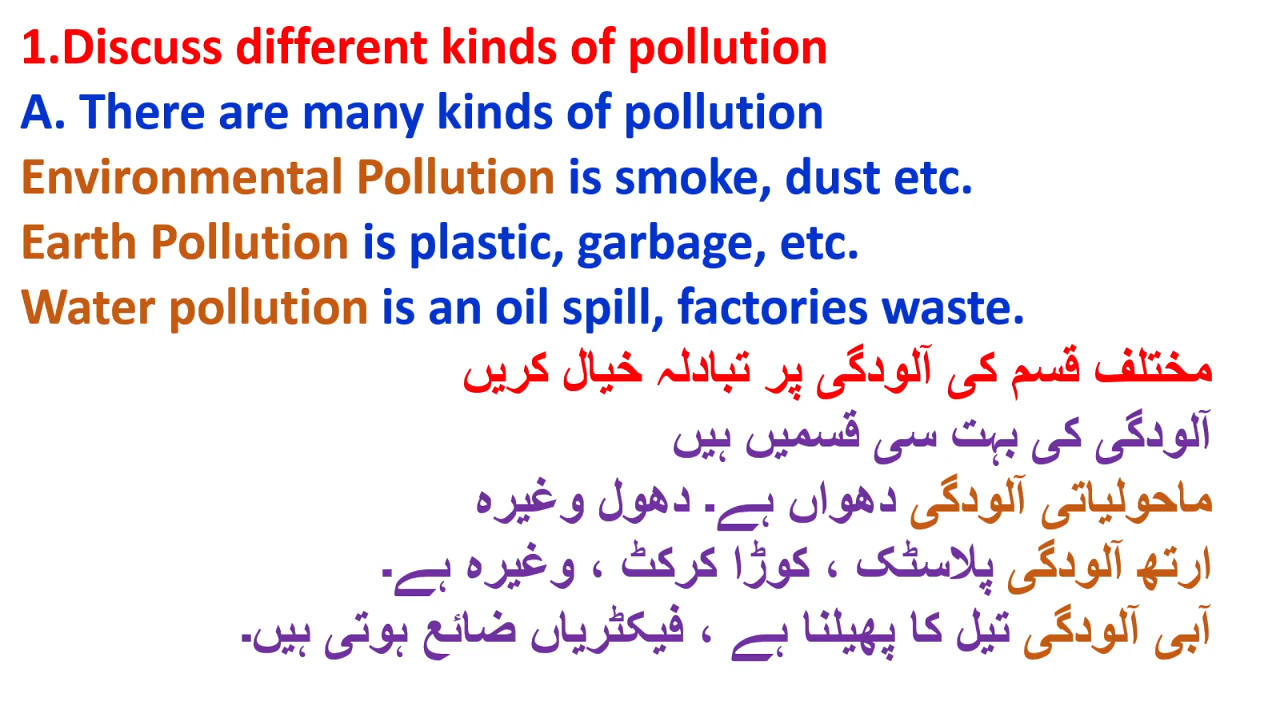 1.Discuss different kinds of pollution
A. There are many kinds of pollution
Environmental Pollution is smoke, dust etc.
Earth Pollution is plastic, garbage, etc.
Water pollution is an oil spill, factories waste.
مختلف قسم کی آلودگی پر تبادلہ خیال کریں
آلودگی کی بہت سی قسمیں ہیں
ماحولیاتی آلودگی دھواں ہے۔ دھول وغیرہ
ارتھ آلودگی پلاسٹک ، کوڑا کرکٹ ، وغیرہ ہے۔
آبی آلودگی تیل کا پھیلنا ہے ، فیکٹریاں ضائع ہوتی ہیں۔